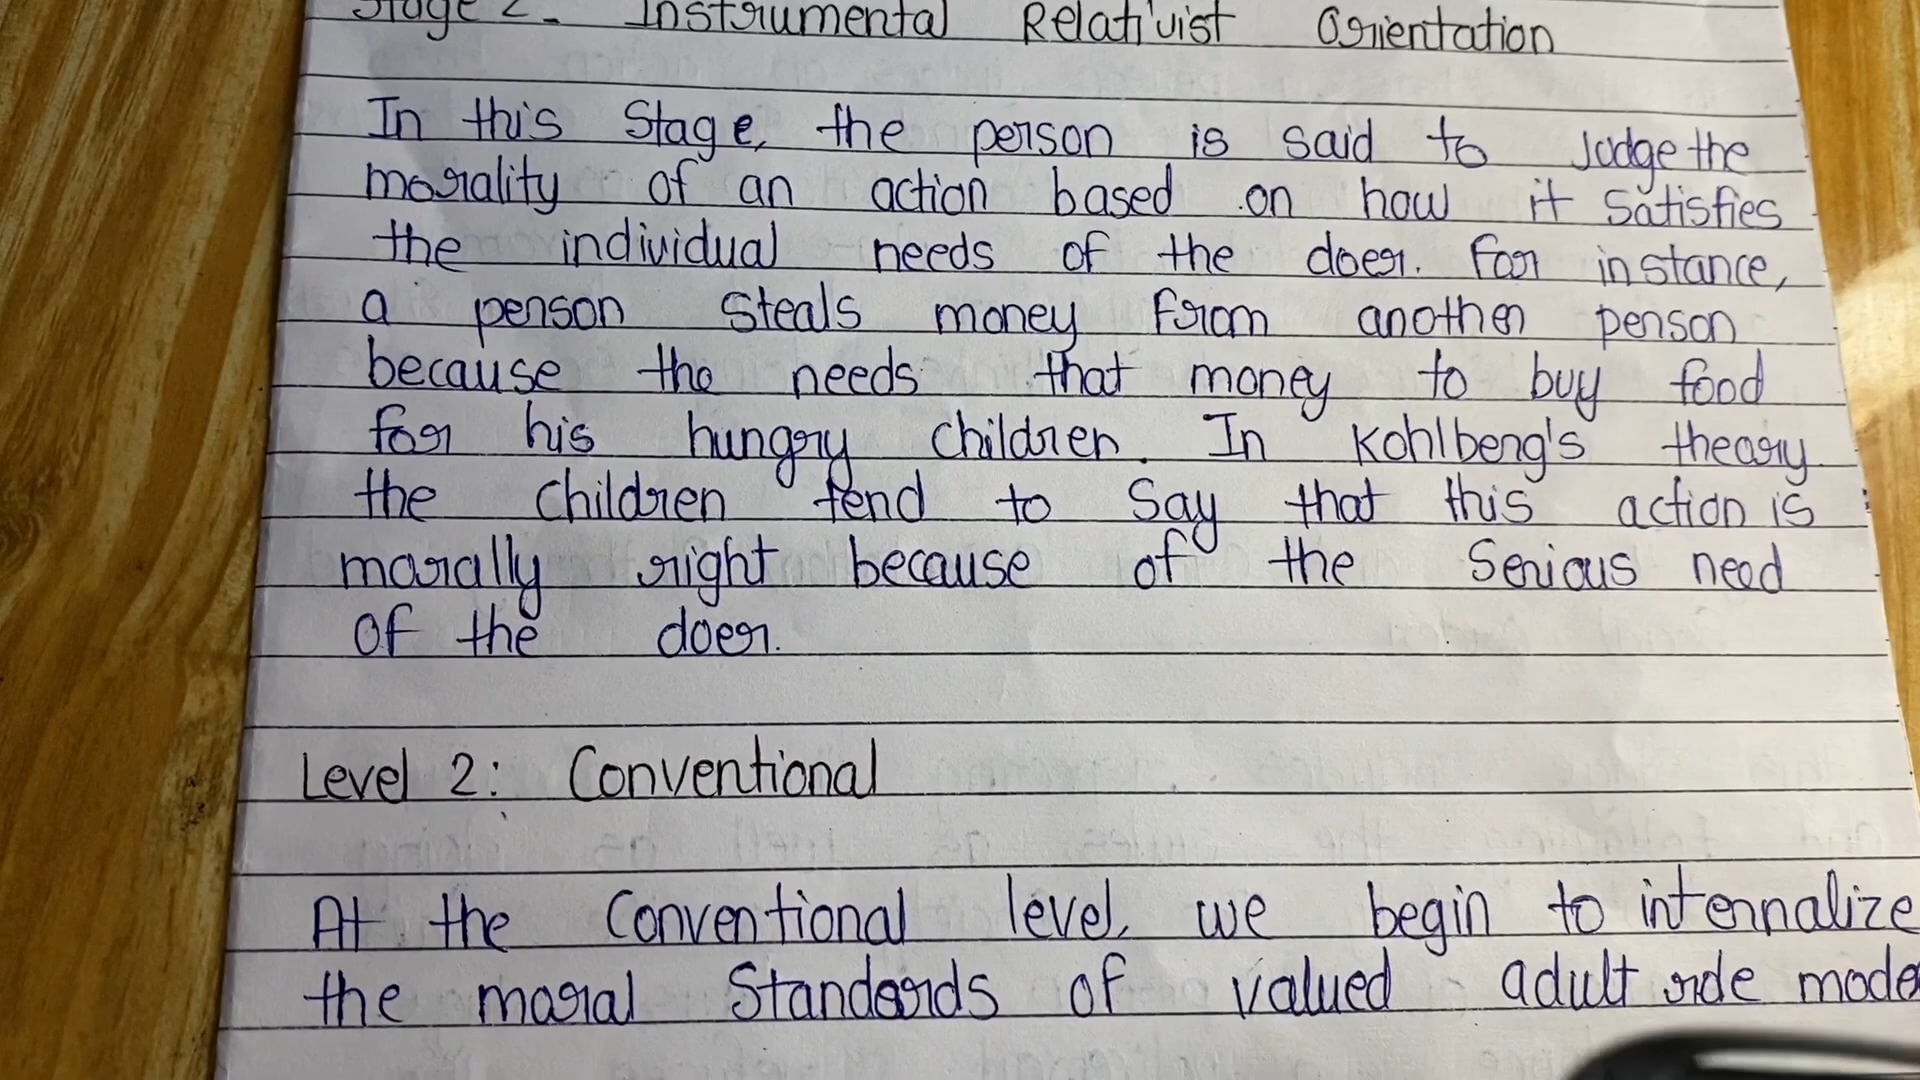 Stage 2. Instrumental Relativist Orientation
In this Stage, the person is said to Judge the
morality of an action based on how it satisfies
the individual needs of the doer. For instance,
a person steals money from another person
because the needs that money to buy food
for his hungry children. In Kohlberg's theory
the children tend to say that this action is
morally right because of the serious need
of the doer.
Level 2: Conventional
At the Conventional level, we begin to internalize
the moral Standards of valued adult role